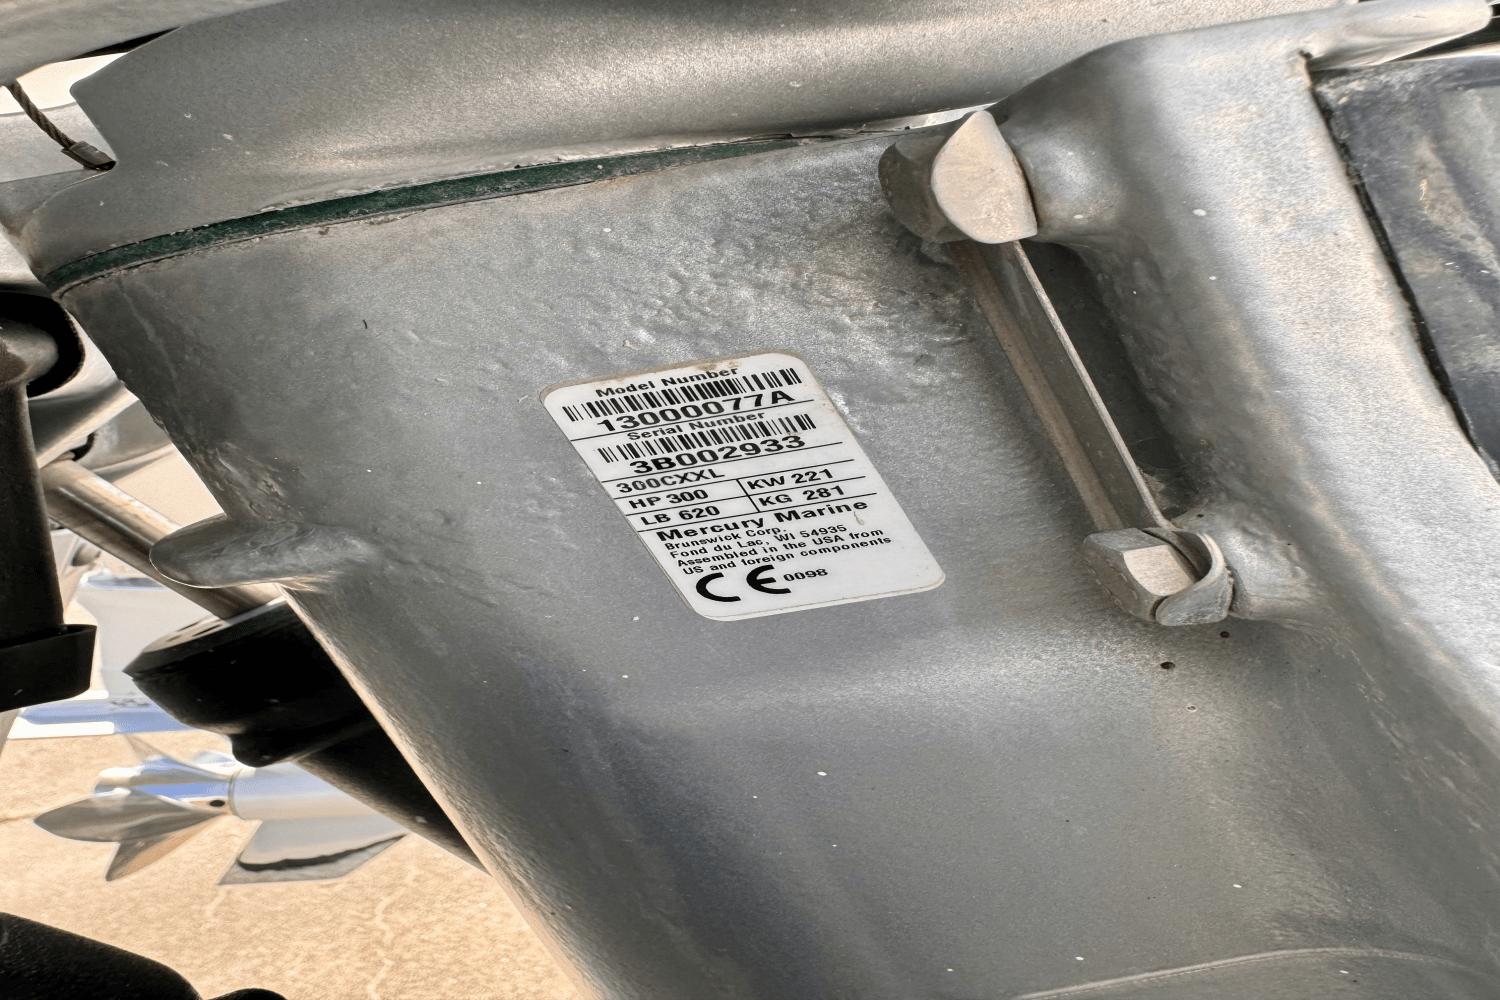 Model Number
13000077A
Serial Number
3B002933
300CXXL
HP 300 KW 221
LB 620 KG 281
Mercury Marine
Brunswick Corp.
Fond du Lac, WI 54935
Assembled in the USA from
US and foreign components
CE 0098